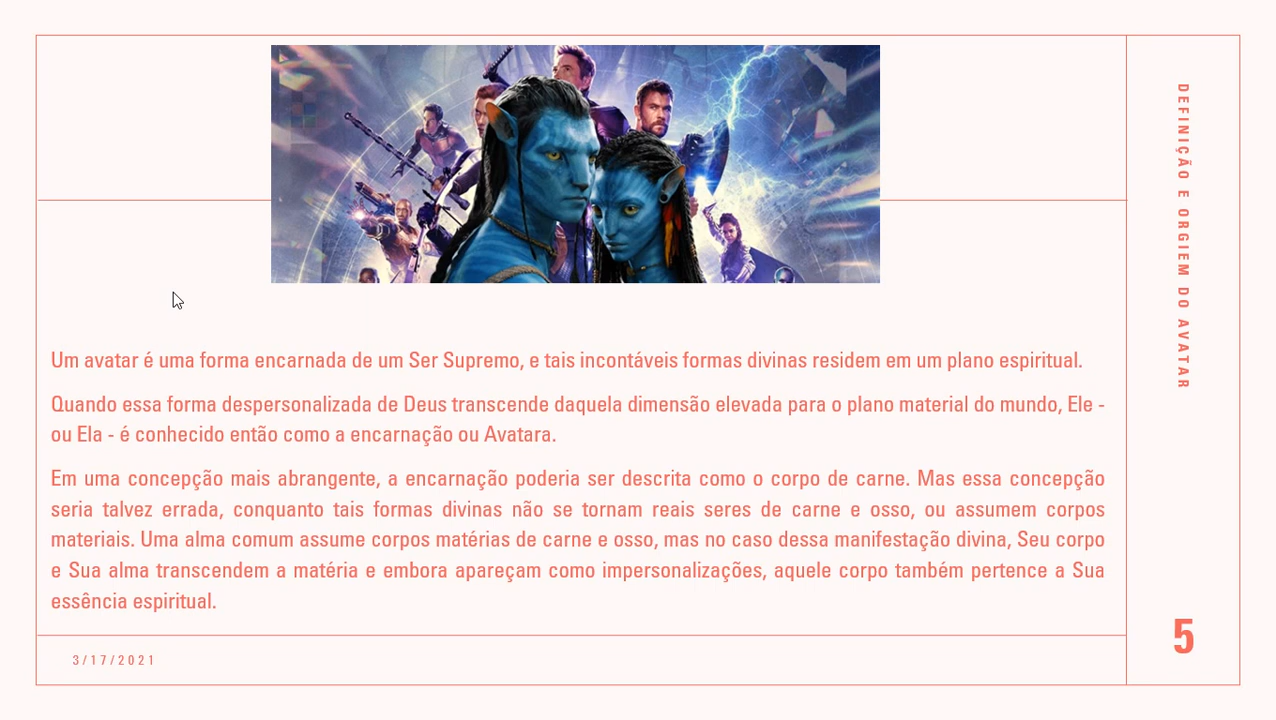 Um avatar é uma forma encarnada de um Ser Supremo, e tais incontáveis formas divinas residem em um plano espiritual.
Quando essa forma despersonalizada de Deus transcende daquela dimensão elevada para o plano material do mundo, Ele -
ou Ela - é conhecido então como a encarnação ou Avatara.
Em uma concepção mais abrangente, a encarnação poderia ser descrita como o corpo de carne. Mas essa concepção
seria talvez errada, conquanto tais formas divinas não se tornam reais seres de carne e osso, ou assumem corpos
materiais. Uma alma comum assume corpos matérias de carne e osso, mas no caso dessa manifestação divina, Seu corpo
e Sua alma transcendem a matéria e embora apareçam como impersonalizações, aquele corpo também pertence a Sua
essência espiritual.
3/17/2021
DEFINIÇÃO E ORGIEM DO AVATAR
5